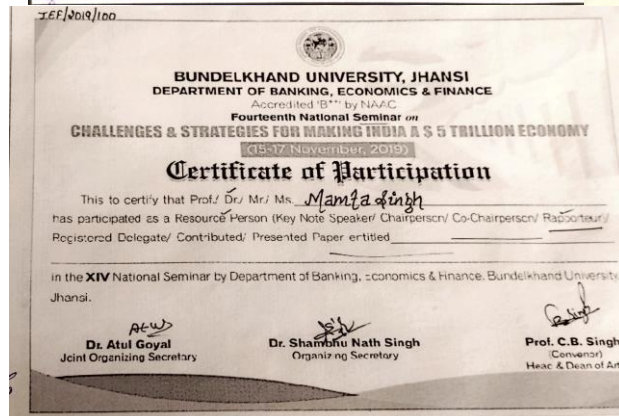 IEF/2019/100
BUNDELKHAND UNIVERSITY, JHANSI
DEPARTMENT OF BANKING, ECONOMICS & FINANCE
Accredited 'B++' by NAAC
Fourteenth National Seminar on
CHALLENGES & STRATEGIES FOR MAKING INDIA A $ 5 TRILLION ECONOMY
(15-17 November, 2019)
Certificate of Participation
This to certify that Prof./ Dr./ Mr./ Ms. Mamta Singh
has participated as a Resource Person (Key Note Speaker/ Chairperson/ Co-Chairperson/ Rapporteur/
Registered Delegate/ Contributed/ Presented Paper entitled
in the XIV National Seminar by Department of Banking, Economics & Finance, Bundelkhand University
Jhansi.
Dr. Atul Goyal Dr. Shambhu Nath Singh Prof. C.B. Singh
Joint Organizing Secretary Organizing Secretary (Convenor)
Head & Dean of Art